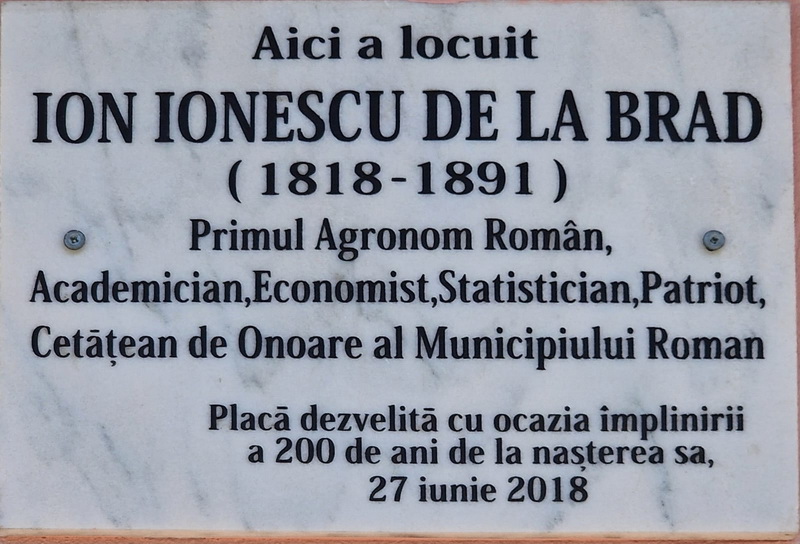 Aici a locuit
ION IONESCU DE LA BRAD
( 1818-1891 )
Primul Agronom Român,
Academician,Economist,Statistician,Patriot,
Cetățean de Onoare al Municipiului Roman
Placă dezvelită cu ocazia împlinirii
a 200 de ani de la nașterea sa,
27 iunie 2018